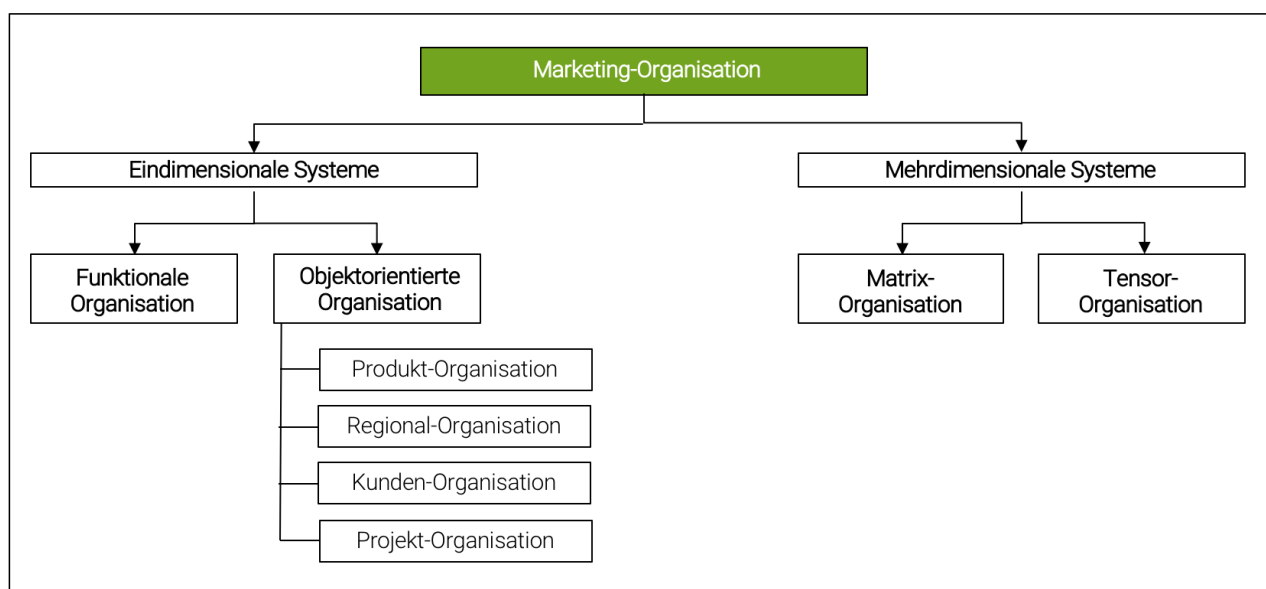 Marketing-Organisation
Eindimensionale Systeme
Mehrdimensionale Systeme
Funktionale
Organisation
Objektorientierte
Organisation
Matrix-
Organisation
Tensor-
Organisation
Produkt-Organisation
Regional-Organisation
Kunden-Organisation
Projekt-Organisation